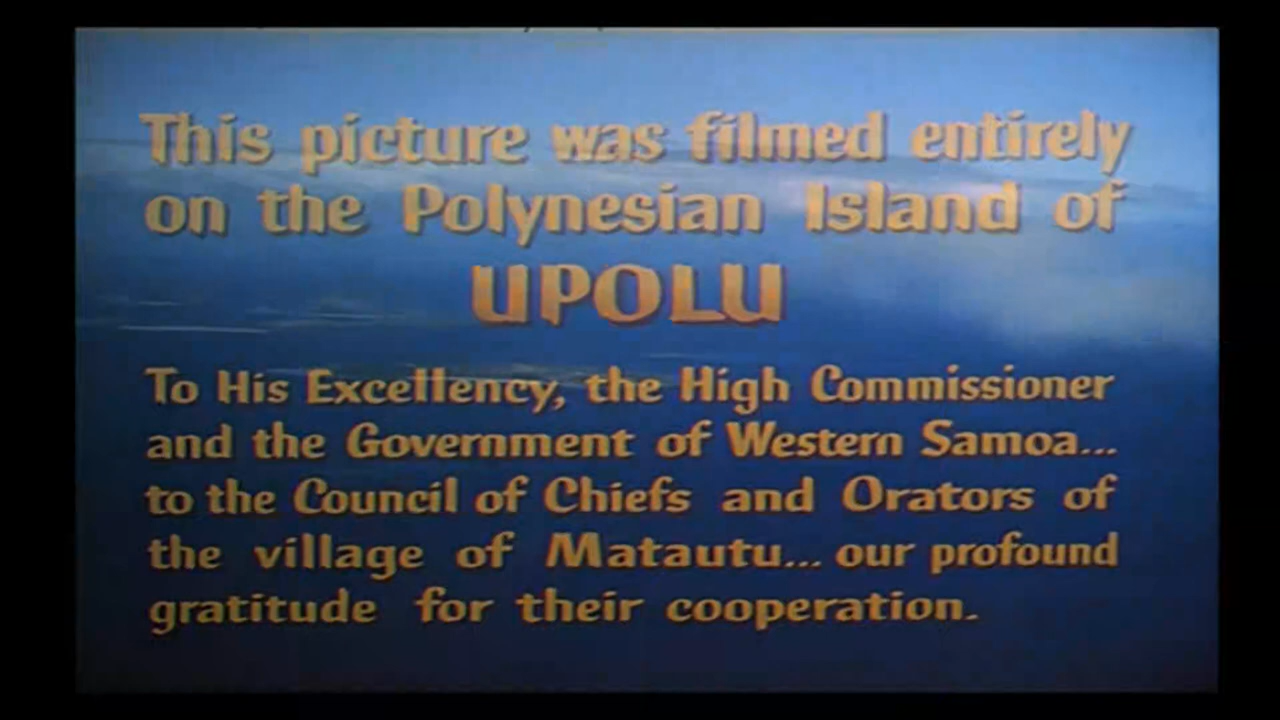 This picture was filmed entirely
on the Polynesian Island of
UPOLU
To His Excellency, the High Commissioner
and the Government of Western Samoa...
to the Council of Chiefs and Orators of
the village of Matautu... our profound
gratitude for their cooperation.